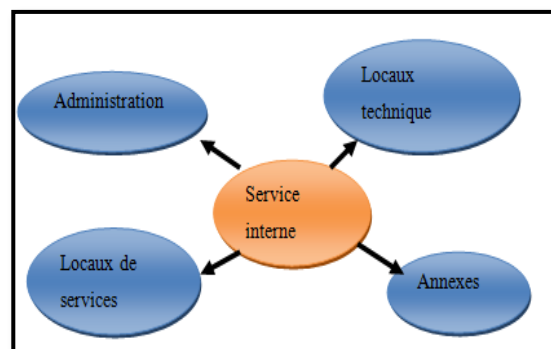 Administration
Locaux
technique
Service
interne
Locaux de
services
Annexes